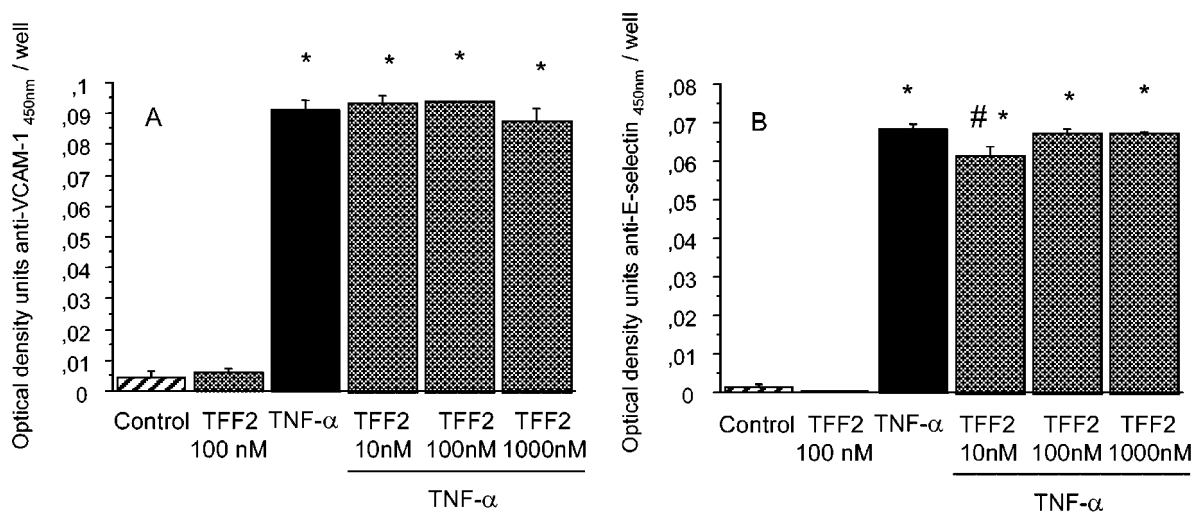 Optical density units anti-VCAM-1 450nm / well
A
* * * *
,1
,09
,08
,07
,06
,05
,04
,03
,02
,01
0
Control TFF2 TNF-α TFF2 TFF2 TFF2
100 nM 10nM 100nM 1000nM
TNF-α
Optical density units anti-E-selectin 450nm / well
B
* # * * *
,08
,07
,06
,05
,04
,03
,02
,01
0
Control TFF2 TNF-α TFF2 TFF2 TFF2
100 nM 10nM 100nM 1000nM
TNF-α